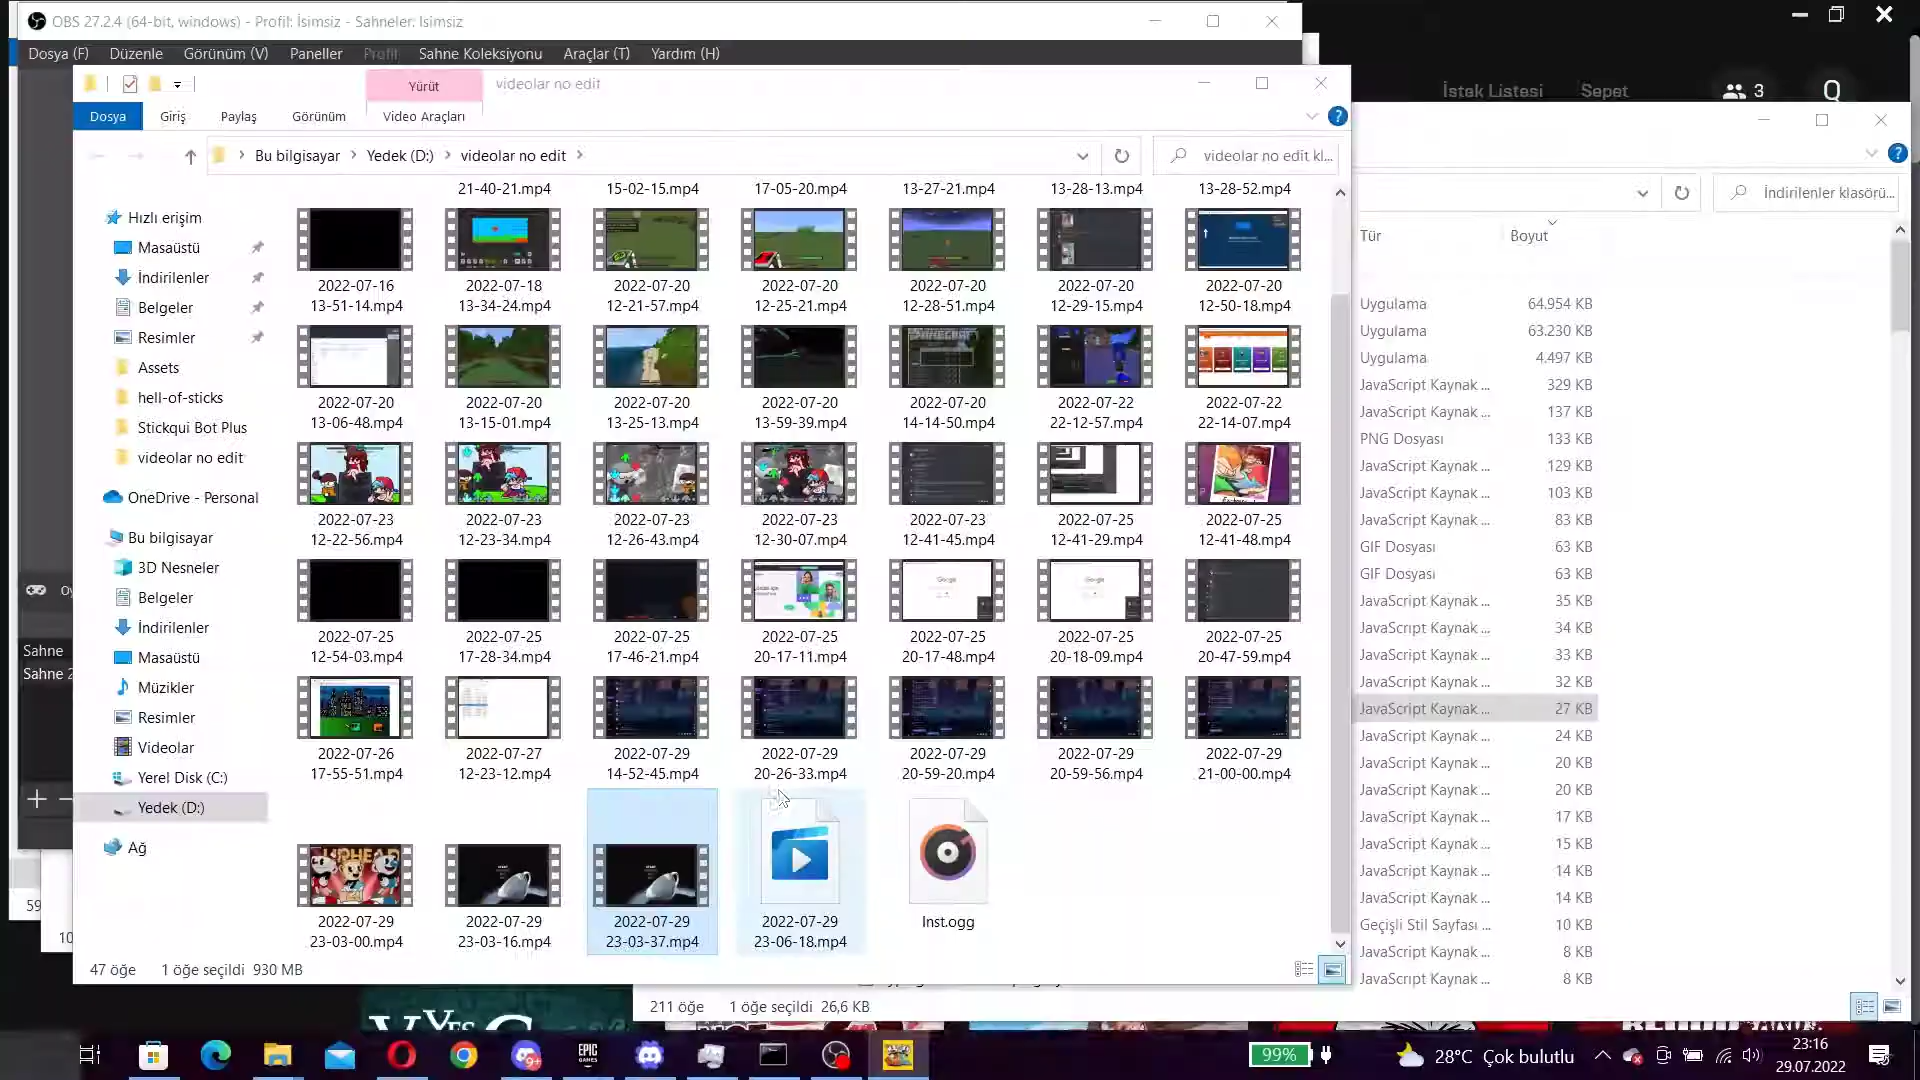 OBS 27.2.4 (64-bit, windows) - Profil: İsimsiz - Sahneler: İsimsiz
Dosya (F) Düzenle Görünüm (V) Paneller Profil Sahne Koleksiyonu Araçlar (T) Yardım (H)
Yürüt videolar no edit
İstek Listesi Sepet 3
Dosya Giriş Paylaş Görünüm Video Araçları
Bu bilgisayar Yedek (D:) videolar no edit
videolar no edit kl...
İndirilenler klasörü...
21-40-21.mp4 15-02-15.mp4 17-05-20.mp4 13-27-21.mp4 13-28-13.mp4 13-28-52.mp4
Hızlı erişim
Masaüstü
İndirilenler
Belgeler
Resimler
Assets
hell-of-sticks
Stickqui Bot Plus
videolar no edit
OneDrive - Personal
Bu bilgisayar
3D Nesneler
Belgeler
İndirilenler
Masaüstü
Müzikler
Resimler
Videolar
Yerel Disk (C:)
Yedek (D:)
Ağ
2022-07-16 2022-07-18 2022-07-20 2022-07-20 2022-07-20 2022-07-20 2022-07-20
13-51-14.mp4 13-34-24.mp4 12-21-57.mp4 12-25-21.mp4 12-28-51.mp4 12-29-15.mp4 12-50-18.mp4
2022-07-20 2022-07-20 2022-07-20 2022-07-20 2022-07-20 2022-07-22 2022-07-22
13-06-48.mp4 13-15-01.mp4 13-25-13.mp4 13-59-39.mp4 14-14-50.mp4 22-12-57.mp4 22-14-07.mp4
2022-07-23 2022-07-23 2022-07-23 2022-07-23 2022-07-23 2022-07-25 2022-07-25
12-22-56.mp4 12-23-34.mp4 12-26-43.mp4 12-30-07.mp4 12-41-45.mp4 12-41-29.mp4 12-41-48.mp4
2022-07-25 2022-07-25 2022-07-25 2022-07-25 2022-07-25 2022-07-25 2022-07-25
12-54-03.mp4 17-28-34.mp4 17-46-21.mp4 20-17-11.mp4 20-17-48.mp4 20-18-09.mp4 20-47-59.mp4
2022-07-26 2022-07-27 2022-07-29 2022-07-29 2022-07-29 2022-07-29 2022-07-29
17-55-51.mp4 12-23-12.mp4 14-52-45.mp4 20-26-33.mp4 20-59-20.mp4 20-59-56.mp4 21-00-00.mp4
2022-07-29 2022-07-29 2022-07-29 2022-07-29 Inst.ogg
23-03-00.mp4 23-03-16.mp4 23-03-37.mp4 23-06-18.mp4
47 öğe 1 öğe seçildi 930 MB
Sahne
Sahne 2
59
10
Tür Boyut
Uygulama 64.954 KB
Uygulama 63.230 KB
Uygulama 4.497 KB
JavaScript Kaynak ... 329 KB
JavaScript Kaynak ... 137 KB
PNG Dosyası 133 KB
JavaScript Kaynak ... 129 KB
JavaScript Kaynak ... 103 KB
JavaScript Kaynak ... 83 KB
GIF Dosyası 63 KB
GIF Dosyası 63 KB
JavaScript Kaynak ... 35 KB
JavaScript Kaynak ... 34 KB
JavaScript Kaynak ... 33 KB
JavaScript Kaynak ... 32 KB
JavaScript Kaynak ... 27 KB
JavaScript Kaynak ... 24 KB
JavaScript Kaynak ... 20 KB
JavaScript Kaynak ... 20 KB
JavaScript Kaynak ... 17 KB
JavaScript Kaynak ... 15 KB
JavaScript Kaynak ... 14 KB
JavaScript Kaynak ... 14 KB
Geçişli Stil Sayfası ... 10 KB
JavaScript Kaynak ... 8 KB
JavaScript Kaynak ... 8 KB
211 öğe 1 öğe seçildi 26,6 KB
EPIC GAMES
99% 28°C Çok bulutlu
23:16
29.07.2022